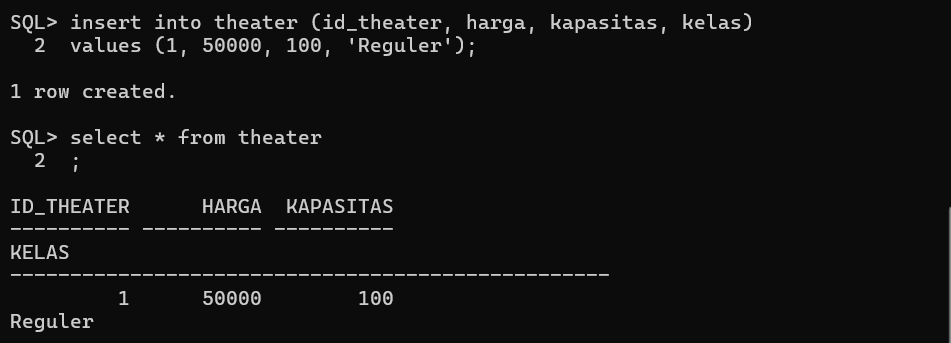 SQL> insert into theater (id_theater, harga, kapasitas, kelas)
  2  values (1, 50000, 100, 'Reguler');
1 row created.
SQL> select * from theater
  2  ;
ID_THEATER      HARGA  KAPASITAS
---------- ---------- ----------
KELAS
--------------------------------------------------
         1      50000        100
Reguler